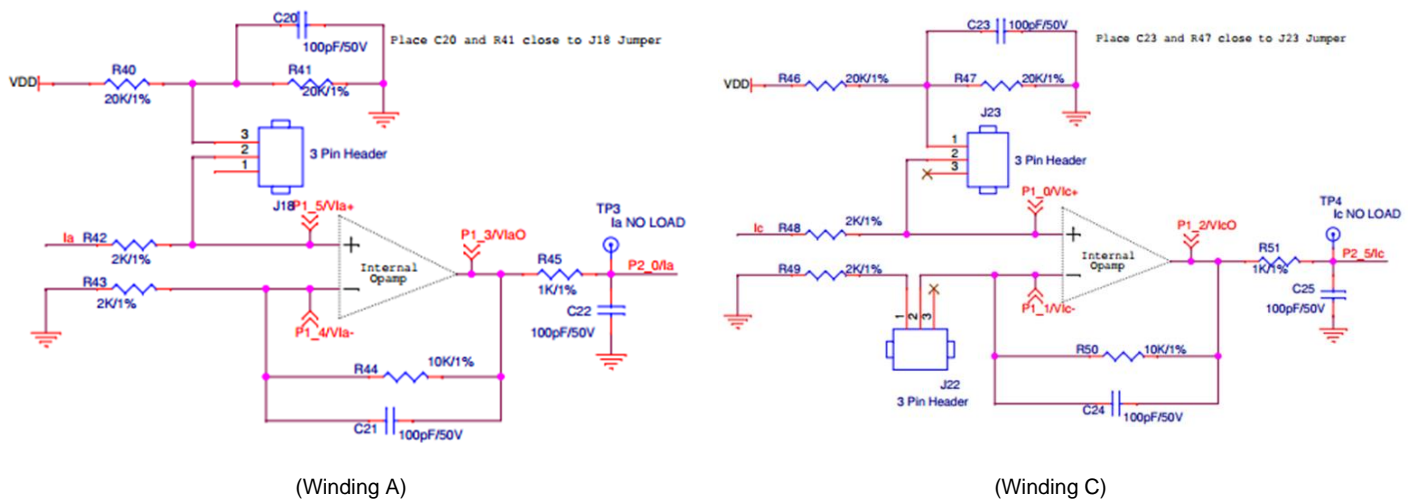 C20
100pF/50V
Place C20 and R41 close to J18 Jumper
VDD
R40
20K/1%
R41
20K/1%
3
2
1
3 Pin Header
J18
P1_5/VIa+
Ia
R42
2K/1%
+
Internal
Opamp
P1_3/VIaO
TP3
Ia NO LOAD
R45
1K/1%
P2_0/Ia
R43
2K/1%
-
P1_4/VIa-
C22
100pF/50V
R44
10K/1%
C21
100pF/50V
(Winding A)
C23
100pF/50V
Place C23 and R47 close to J23 Jumper
VDD
R46
20K/1%
R47
20K/1%
J23
1
2
3
3 Pin Header
P1_0/VIc+
Ic
R48
2K/1%
+
Internal
Opamp
P1_2/VIcO
TP4
Ic NO LOAD
R51
1K/1%
P2_5/Ic
R49
2K/1%
-
P1_1/VIc-
1
2
3
C25
100pF/50V
J22
3 Pin Header
R50
10K/1%
C24
100pF/50V
(Winding C)